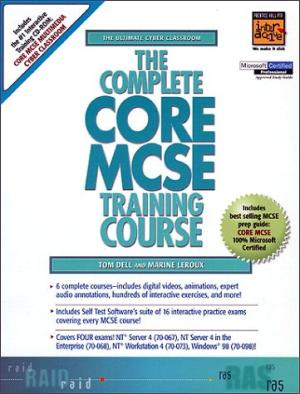 Includes
the #1 Interactive
Training CD-ROM:
CORE MCSE MULTIMEDIA
CYBER CLASSROOM
THE ULTIMATE CYBER CLASSROOM
PRENTICE HALL PTR
We make it click
Microsoft Certified
Professional
Approved Study Guide
THE
COMPLETE
CORE
MCSE
TRAINING
COURSE
TOM DELL AND MARINE LEROUX
Includes
best selling MCSE
prep guide: CORE MCSE
100% Microsoft
Certified
• 6 complete courses–includes digital videos, animations, expert
audio annotations, hundreds of interactive exercises, and more!
• Includes Self Test Software's suite of 16 interactive practice exams
covering every MCSE course!
• Covers FOUR exams! NT® Server 4 (70-067), NT Server 4 in the
Enterprise (70-068), NT® Workstation 4 (70-073), Windows® 98 (70-098)!
raid
RAID
raid
ras
RAS
ras
ras